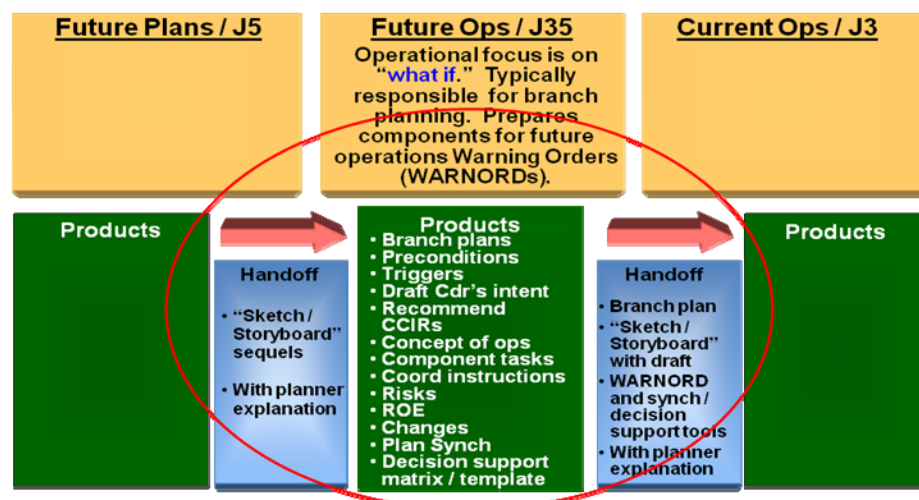 Future Plans / J5
Future Ops / J35
Operational focus is on
“what if.” Typically
responsible for branch
planning. Prepares
components for future
operations Warning Orders
(WARNORDs).
Current Ops / J3
Products
Handoff
• “Sketch /
Storyboard”
sequels
• With planner
explanation
Products
• Branch plans
• Preconditions
• Triggers
• Draft Cdr’s intent
• Recommend
CCIRs
• Concept of ops
• Component tasks
• Coord instructions
• Risks
• ROE
• Changes
• Plan Synch
• Decision support
matrix / template
Handoff
• Branch plan
• “Sketch /
Storyboard”
with draft
• WARNORD
and synch /
decision
support tools
• With planner
explanation
Products